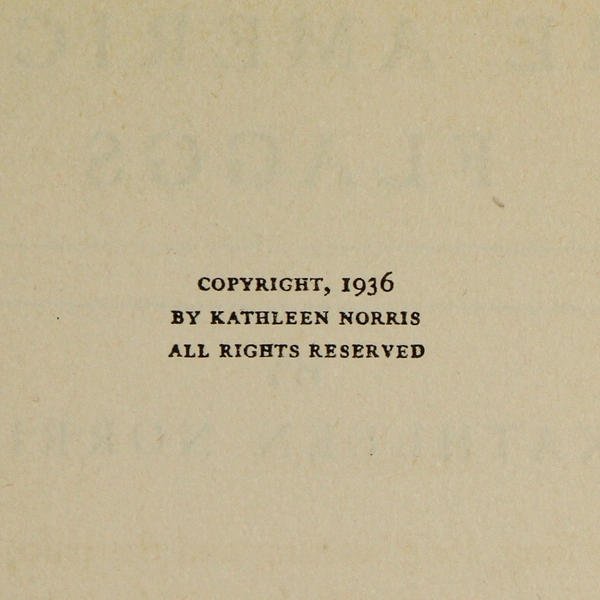 COPYRIGHT, 1936
BY KATHLEEN NORRIS
ALL RIGHTS RESERVED